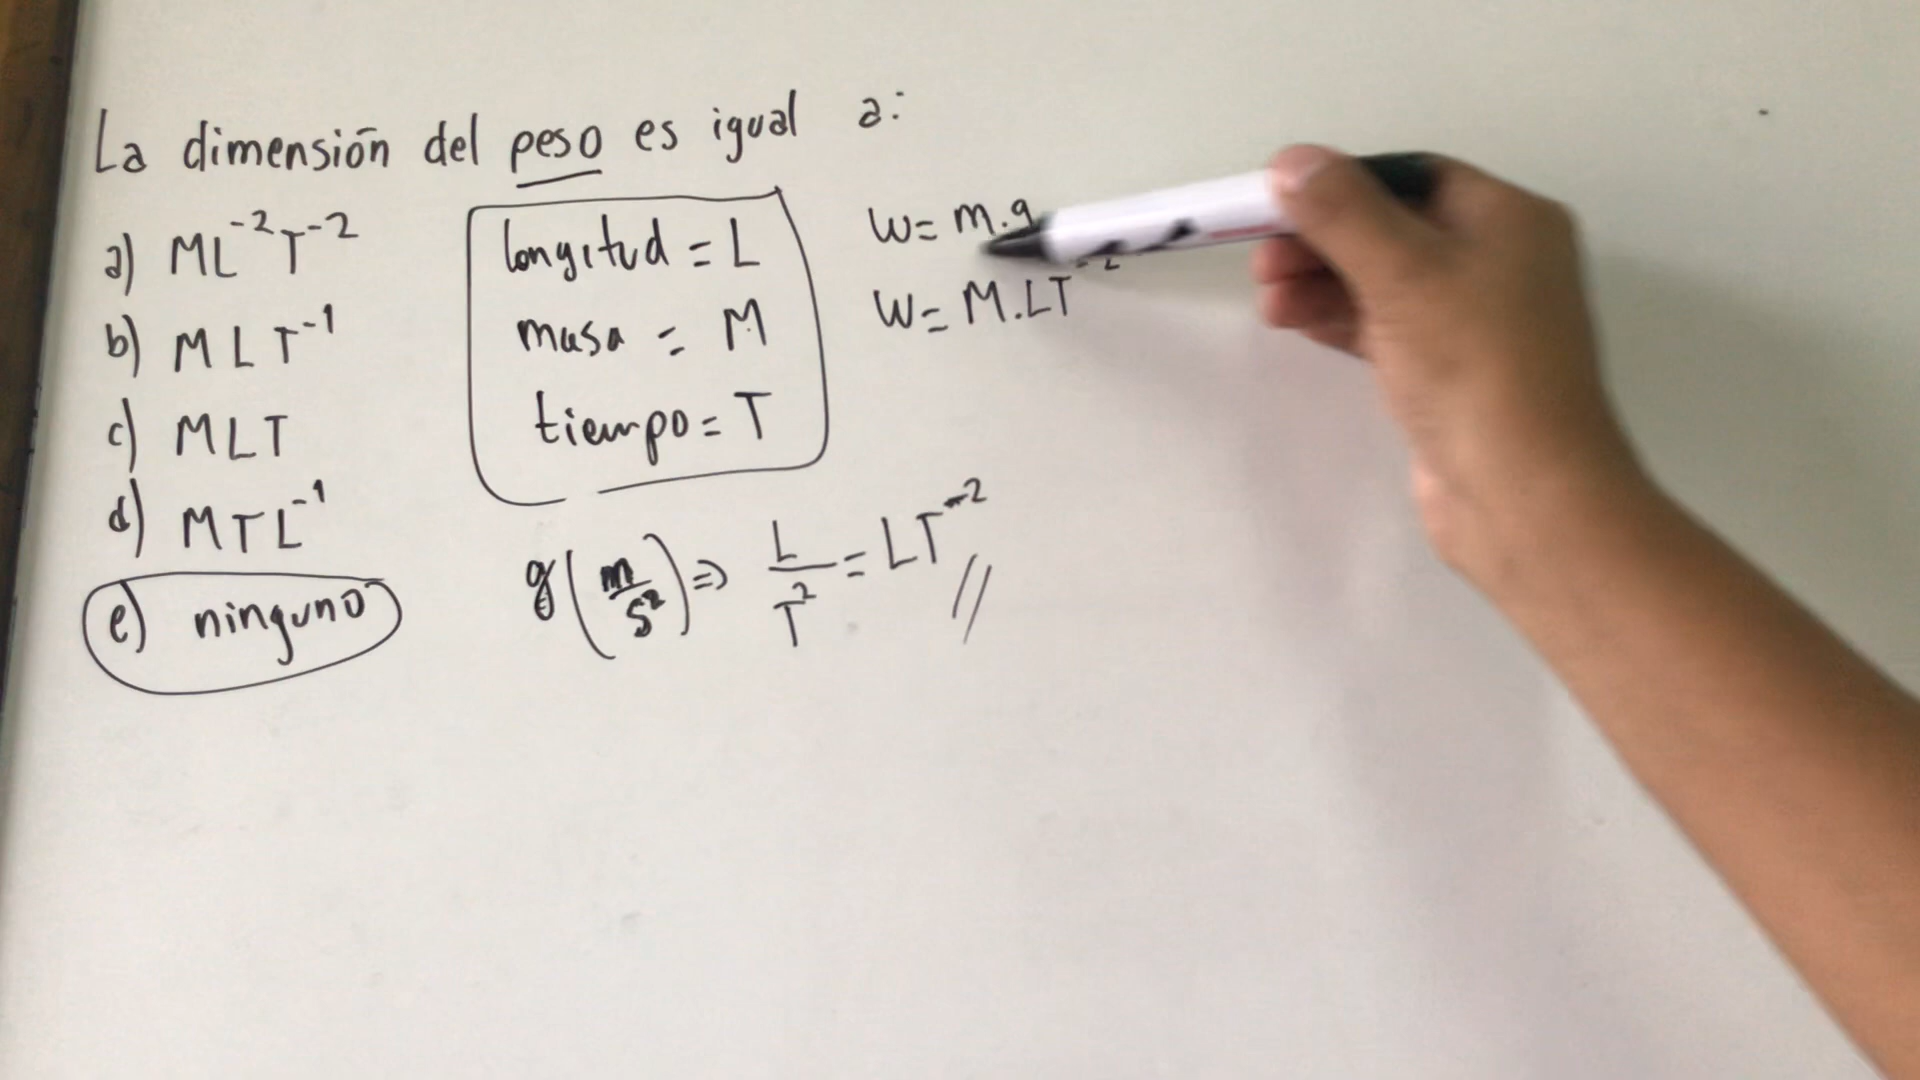 La dimensión del peso es igual a:
a) ML⁻²T⁻²
b) MLT⁻¹
c) MLT
d) MTL⁻¹
e) ninguno
longitud = L
masa = M
tiempo = T
g(m/s²) => L/T² = LT⁻²
W = m.g
W = M.LT⁻²